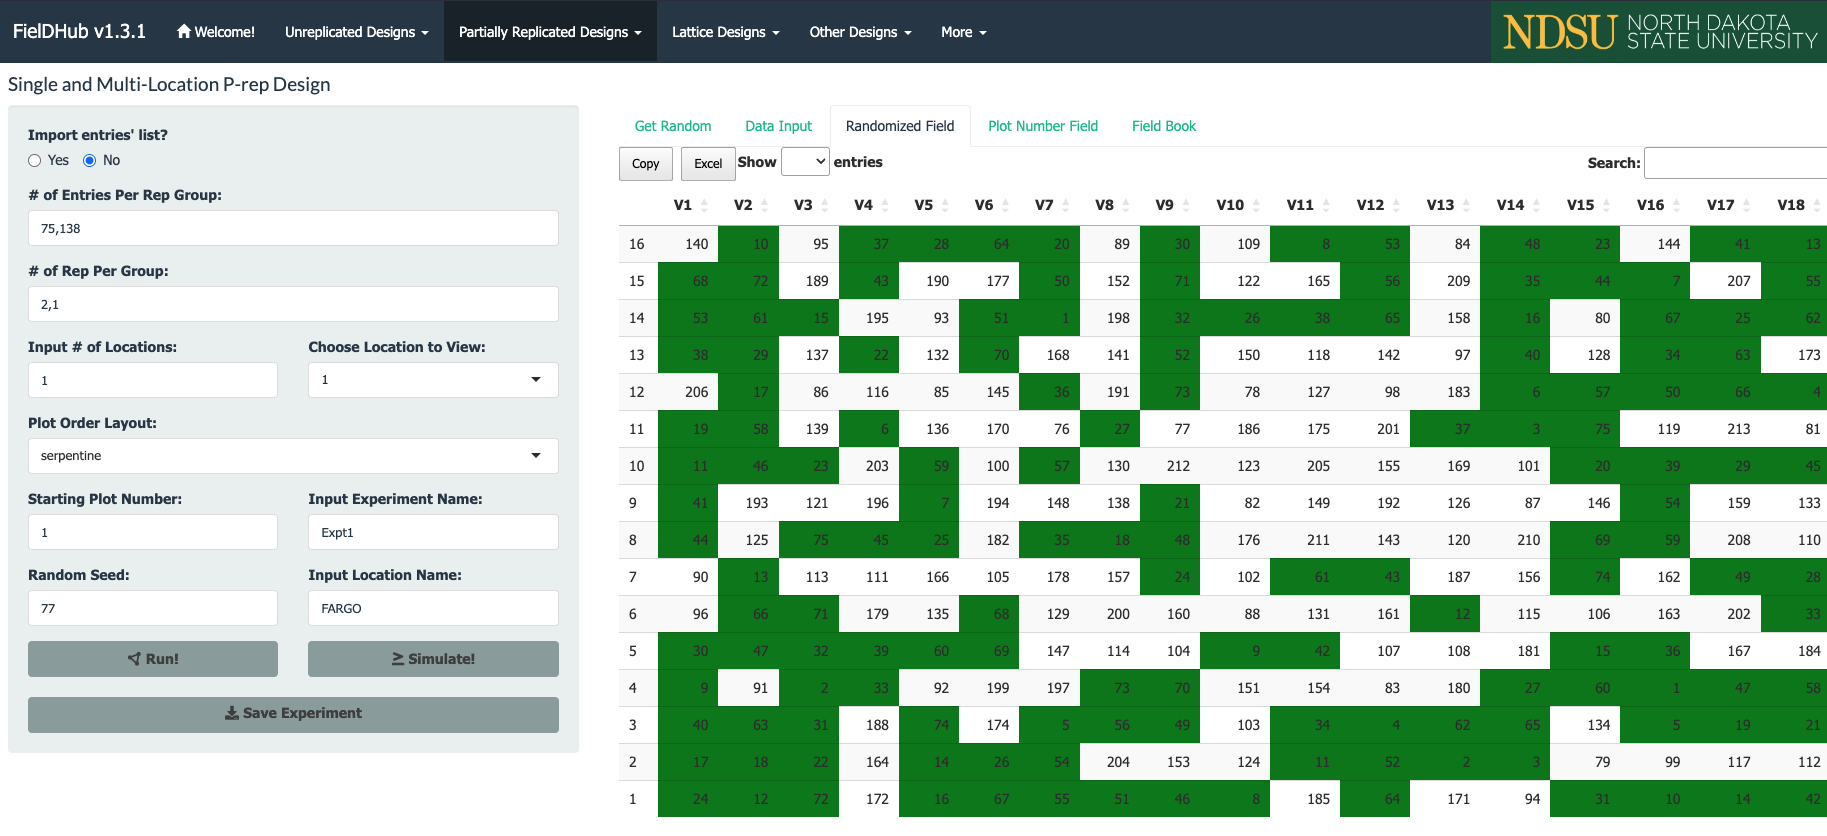 FielDHub v1.3.1 Welcome! Unreplicated Designs Partially Replicated Designs Lattice Designs Other Designs More NDSU NORTH DAKOTA STATE UNIVERSITY
Single and Multi-Location P-rep Design
Import entries' list?
Yes No
# of Entries Per Rep Group:
75,138
# of Rep Per Group:
2,1
Input # of Locations: Choose Location to View:
1 1
Plot Order Layout:
serpentine
Starting Plot Number: Input Experiment Name:
1 Expt1
Random Seed: Input Location Name:
77 FARGO
Run! Simulate!
Save Experiment
Get Random Data Input Randomized Field Plot Number Field Field Book
Copy Excel Show entries Search:
V1 V2 V3 V4 V5 V6 V7 V8 V9 V10 V11 V12 V13 V14 V15 V16 V17 V18
16 140 10 95 37 28 64 20 89 30 109 8 53 84 48 23 144 41 13
15 68 72 189 43 190 177 50 152 71 122 165 56 209 35 44 7 207 55
14 53 61 15 195 93 51 1 198 32 26 38 65 158 16 80 67 25 62
13 38 29 137 22 132 70 168 141 52 150 118 142 97 40 128 34 63 173
12 206 17 86 116 85 145 36 191 73 78 127 98 183 6 57 50 66 4
11 19 58 139 6 136 170 76 27 77 186 175 201 37 3 75 119 213 81
10 11 46 23 203 59 100 57 130 212 123 205 155 169 101 20 39 29 45
9 41 193 121 196 7 194 148 138 21 82 149 192 126 87 146 54 159 133
8 44 125 75 45 25 182 35 18 48 176 211 143 120 210 69 59 208 110
7 90 13 113 111 166 105 178 157 24 102 61 43 187 156 74 162 49 28
6 96 66 71 179 135 68 129 200 160 88 131 161 12 115 106 163 202 33
5 30 47 32 39 60 69 147 114 104 9 42 107 108 181 15 36 167 184
4 9 91 2 33 92 199 197 73 70 151 154 83 180 27 60 1 47 58
3 40 63 31 188 74 174 5 56 49 103 34 4 62 65 134 5 19 21
2 17 18 22 164 14 26 54 204 153 124 11 52 2 3 79 99 117 112
1 24 12 72 172 16 67 55 51 46 8 185 64 171 94 31 10 14 42